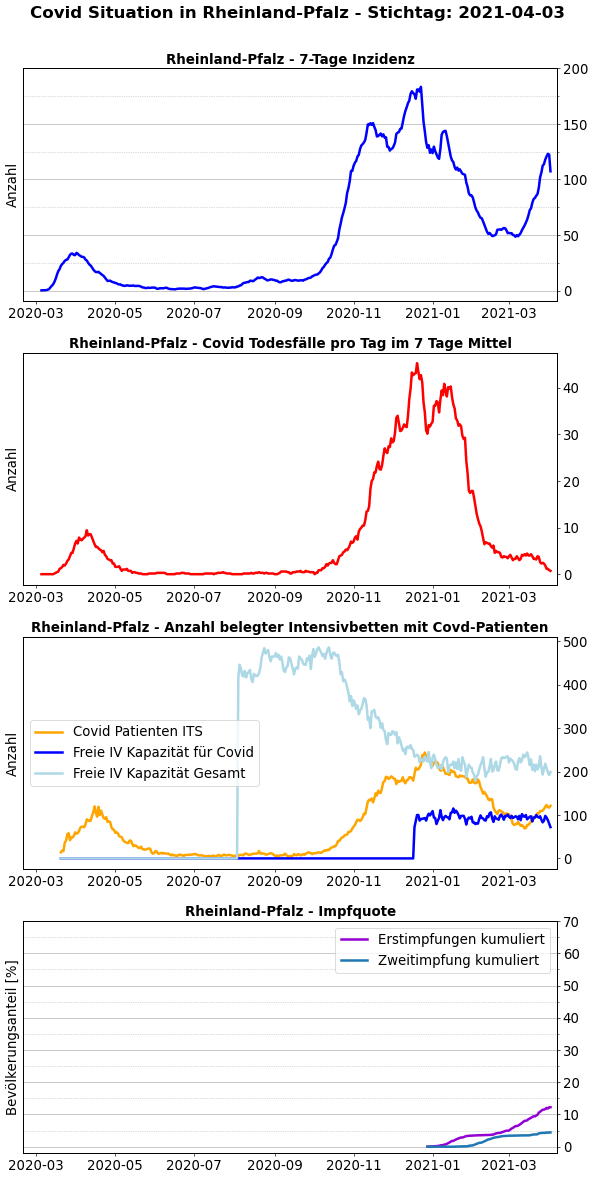 Covid Situation in Rheinland-Pfalz - Stichtag: 2021-04-03
Rheinland-Pfalz - 7-Tage Inzidenz
Anzahl
200
150
100
50
0
2020-03 2020-05 2020-07 2020-09 2020-11 2021-01 2021-03
Rheinland-Pfalz - Covid Todesfälle pro Tag im 7 Tage Mittel
Anzahl
40
30
20
10
0
2020-03 2020-05 2020-07 2020-09 2020-11 2021-01 2021-03
Rheinland-Pfalz - Anzahl belegter Intensivbetten mit Covd-Patienten
Anzahl
Covid Patienten ITS
Freie IV Kapazität für Covid
Freie IV Kapazität Gesamt
500
400
300
200
100
0
2020-03 2020-05 2020-07 2020-09 2020-11 2021-01 2021-03
Rheinland-Pfalz - Impfquote
Bevölkerungsanteil [%]
Erstimpfungen kumuliert
Zweitimpfung kumuliert
70
60
50
40
30
20
10
0
2020-03 2020-05 2020-07 2020-09 2020-11 2021-01 2021-03